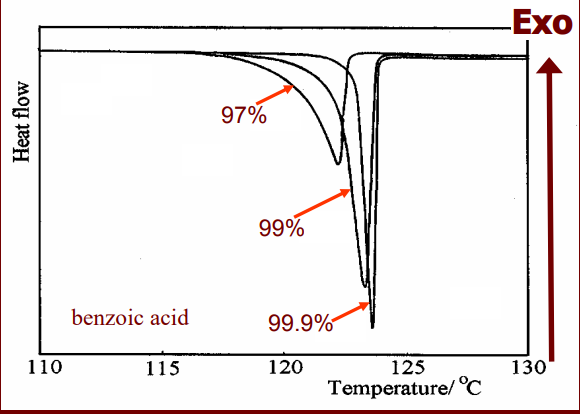 Exo
Heat flow
97%
99%
99.9%
benzoic acid
110 115 120 125 130
Temperature/ °C